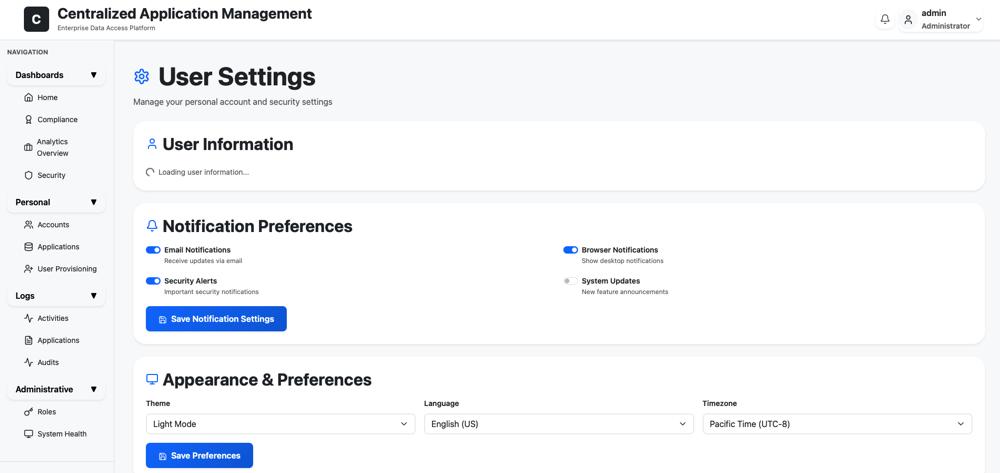 C
Centralized Application Management
Enterprise Data Access Platform
admin
Administrator
NAVIGATION
Dashboards
Home
Compliance
Analytics
Overview
Security
Personal
Accounts
Applications
User Provisioning
Logs
Activities
Applications
Audits
Administrative
Roles
System Health
User Settings
Manage your personal account and security settings
User Information
Loading user information...
Notification Preferences
Email Notifications
Receive updates via email
Browser Notifications
Show desktop notifications
Security Alerts
Important security notifications
System Updates
New feature announcements
Save Notification Settings
Appearance & Preferences
Theme
Language
Timezone
Light Mode
English (US)
Pacific Time (UTC-8)
Save Preferences